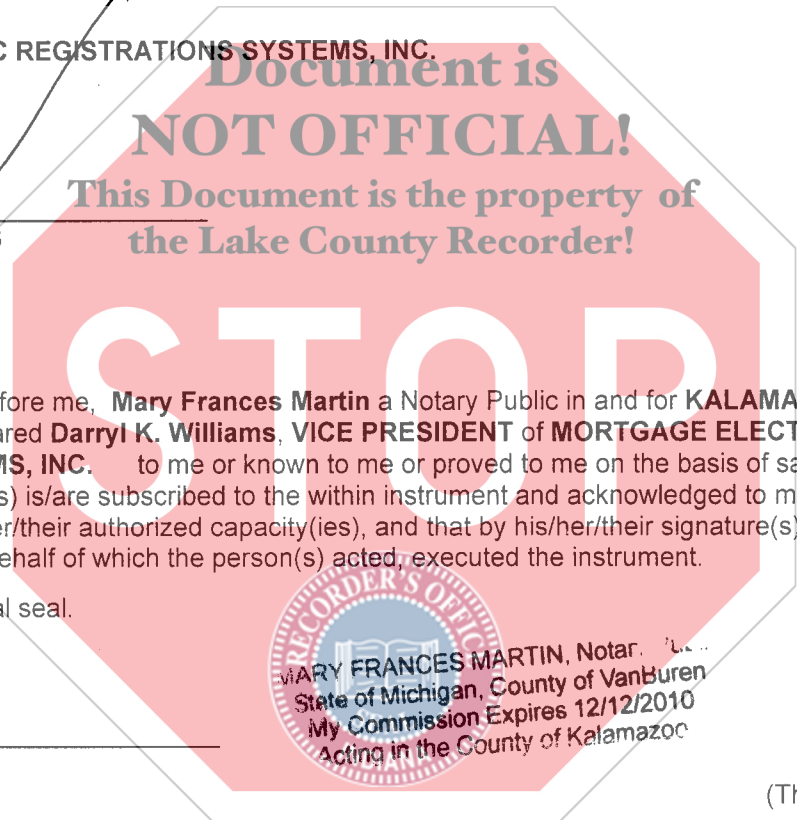 C REGISTRATIONS SYSTEMS, INC.
Document is
NOT OFFICIAL!
This Document is the property of
the Lake County Recorder!
STOP
fore me, Mary Frances Martin a Notary Public in and for KALAMA
ared Darryl K. Williams, VICE PRESIDENT of MORTGAGE ELECT
MS, INC. to me or known to me or proved to me on the basis of sa
s) is/are subscribed to the within instrument and acknowledged to m
er/their authorized capacity(ies), and that by his/her/their signature(s)
ehalf of which the person(s) acted, executed the instrument.
al seal.
RECORDER'S OFFIC
MARY FRANCES MARTIN, Notar
State of Michigan, County of VanBuren
My Commission Expires 12/12/2010
Acting in the County of Kalamazoo
(Th